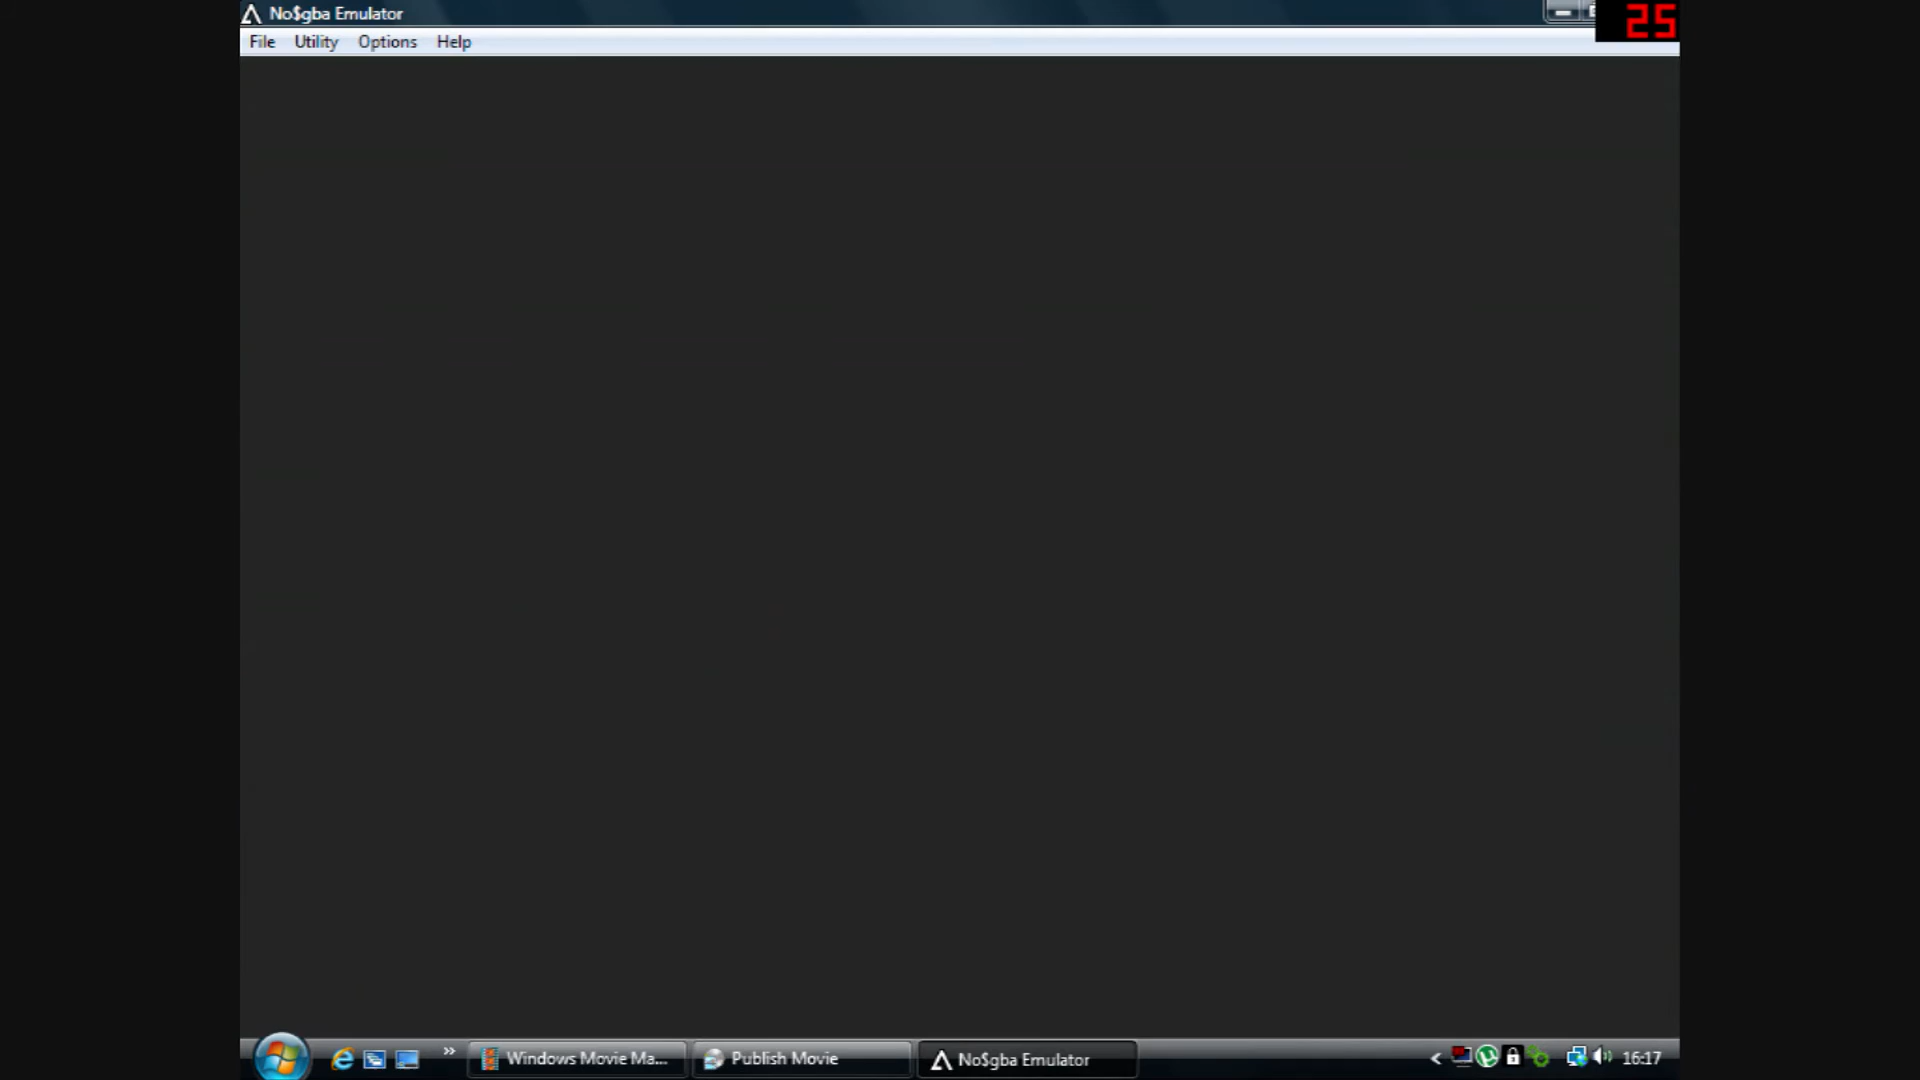 No$gba Emulator
25
File Utility Options Help
» Windows Movie Ma... Publish Movie No$gba Emulator < 16:17